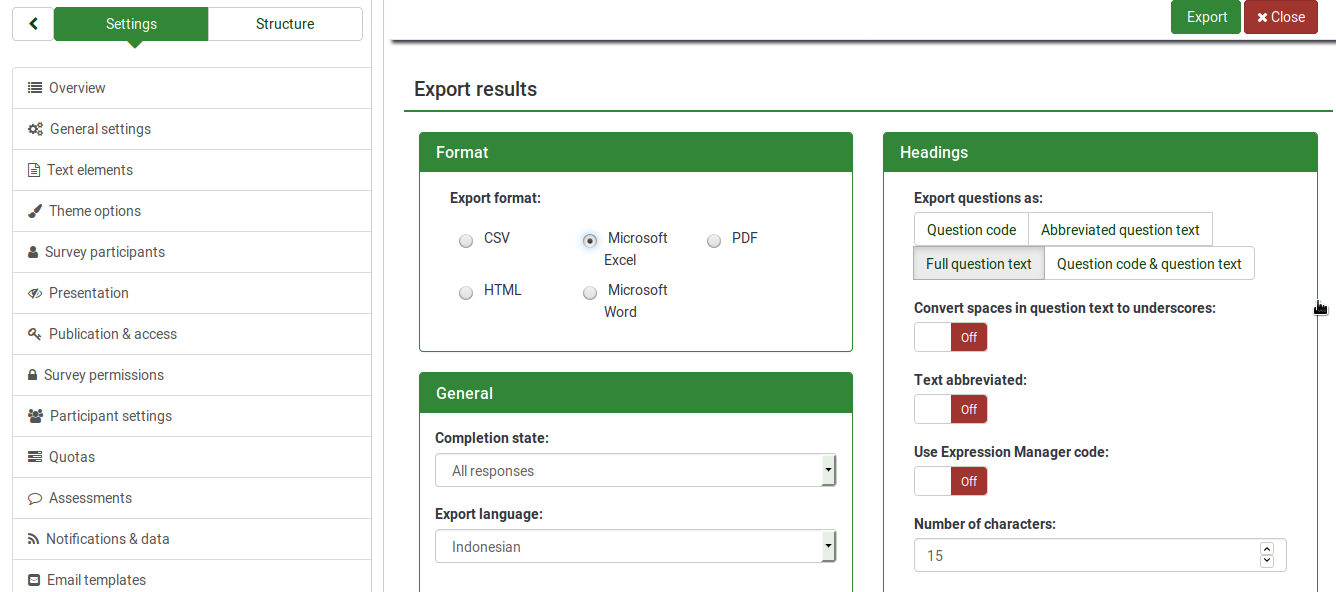 Settings
Structure
Overview
General settings
Text elements
Theme options
Survey participants
Presentation
Publication & access
Survey permissions
Participant settings
Quotas
Assessments
Notifications & data
Email templates
Export
Close
Export results
Format
Export format:
CSV
Microsoft
Excel
PDF
HTML
Microsoft
Word
General
Completion state:
All responses
Export language:
Indonesian
Headings
Export questions as:
Question code
Abbreviated question text
Full question text
Question code & question text
Convert spaces in question text to underscores:
Off
Text abbreviated:
Off
Use Expression Manager code:
Off
Number of characters:
15